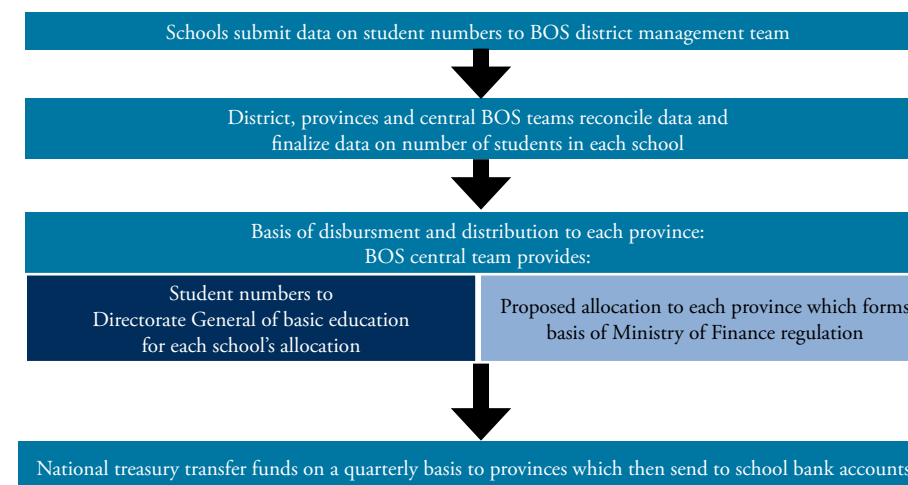 Schools submit data on student numbers to BOS district management team
District, provinces and central BOS teams reconcile data and
finalize data on number of students in each school
Basis of disbursment and distribution to each province:
BOS central team provides:
Student numbers to
Directorate General of basic education
for each school's allocation
Proposed allocation to each province which forms
basis of Ministry of Finance regulation
National treasury transfer funds on a quarterly basis to provinces which then send to school bank accounts